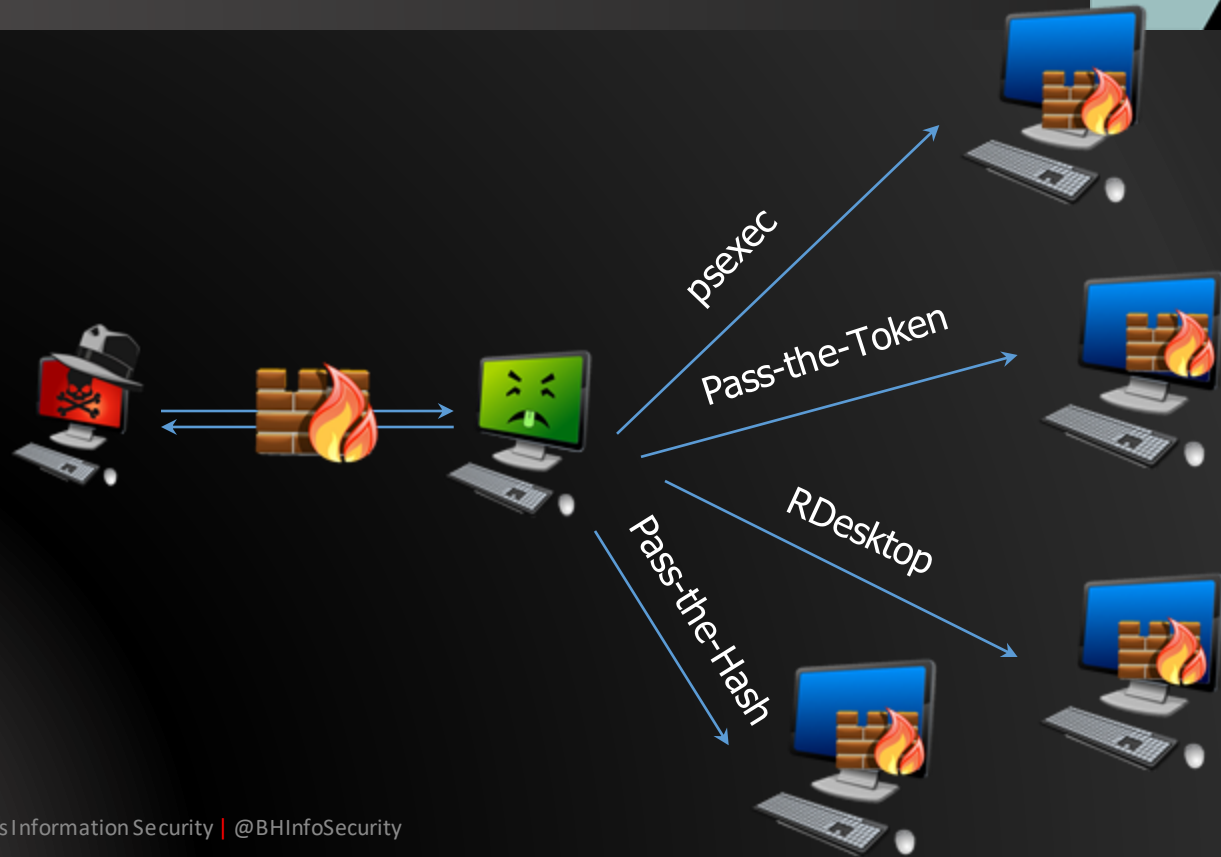 psexec
Pass-the-Token
RDesktop
Pass-the-Hash
s Information Security | @BHInfoSecurity